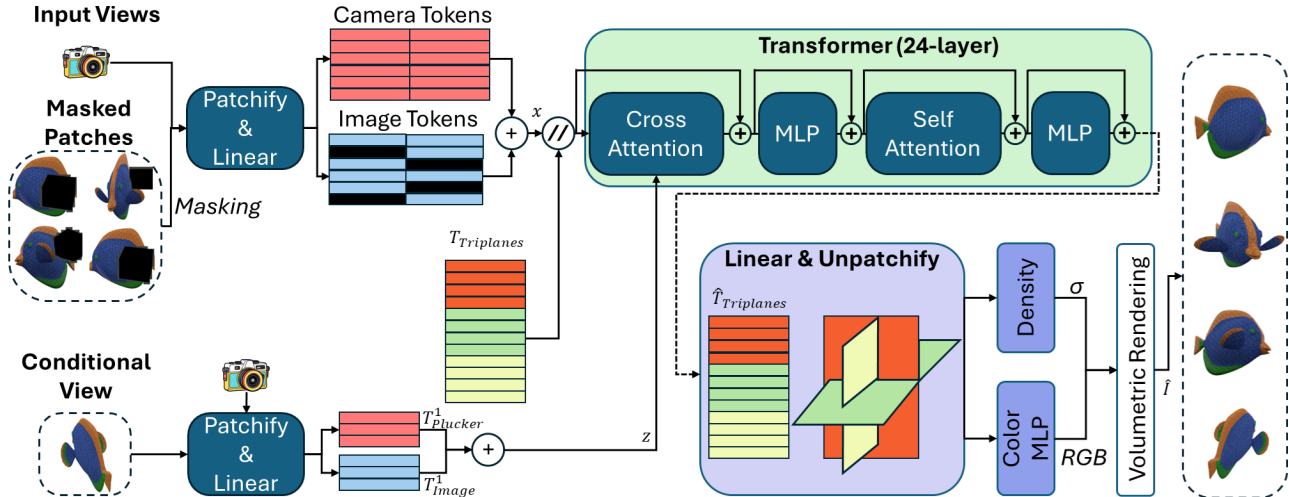 Input Views
Masked
Patches
Masking
Patchify
&
Linear
Camera Tokens
Image Tokens
+
x
//
T_Triplanes
Transformer (24-layer)
Cross
Attention
+
MLP
+
Self
Attention
+
MLP
+
Conditional
View
Patchify
&
Linear
T^1_Plucker
T^1_Image
+
z
Linear & Unpatchify
T̂_Triplanes
Density
σ
Color
MLP
RGB
Volumetric Rendering
Î